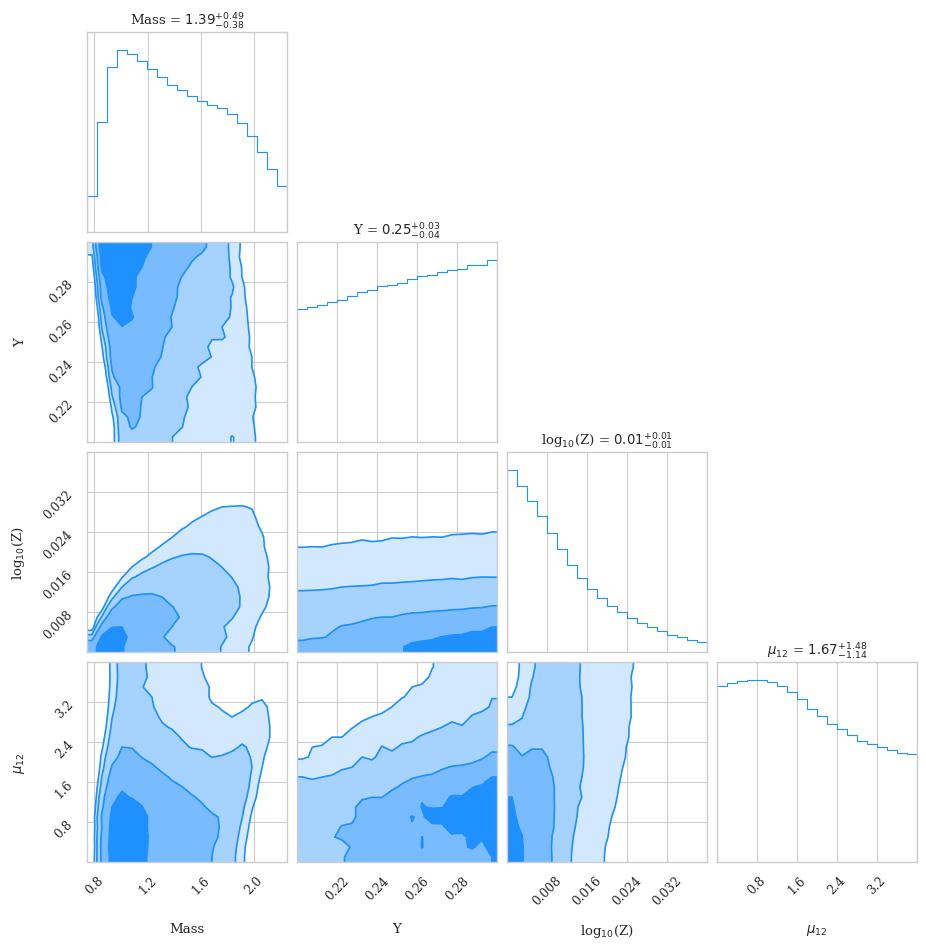 Mass = 1.39+0.49−0.38
Y = 0.25+0.03−0.04
0.28
0.26
0.24
0.22
Y
log10(Z) = 0.01+0.01−0.01
0.032
0.024
0.016
0.008
log10(Z)
μ12 = 1.67+1.48−1.14
3.2
2.4
1.6
0.8
μ12
0.8 1.2 1.6 2.0 0.22 0.24 0.26 0.28 0.008 0.016 0.024 0.032 0.8 1.6 2.4 3.2
Mass Y log10(Z) μ12